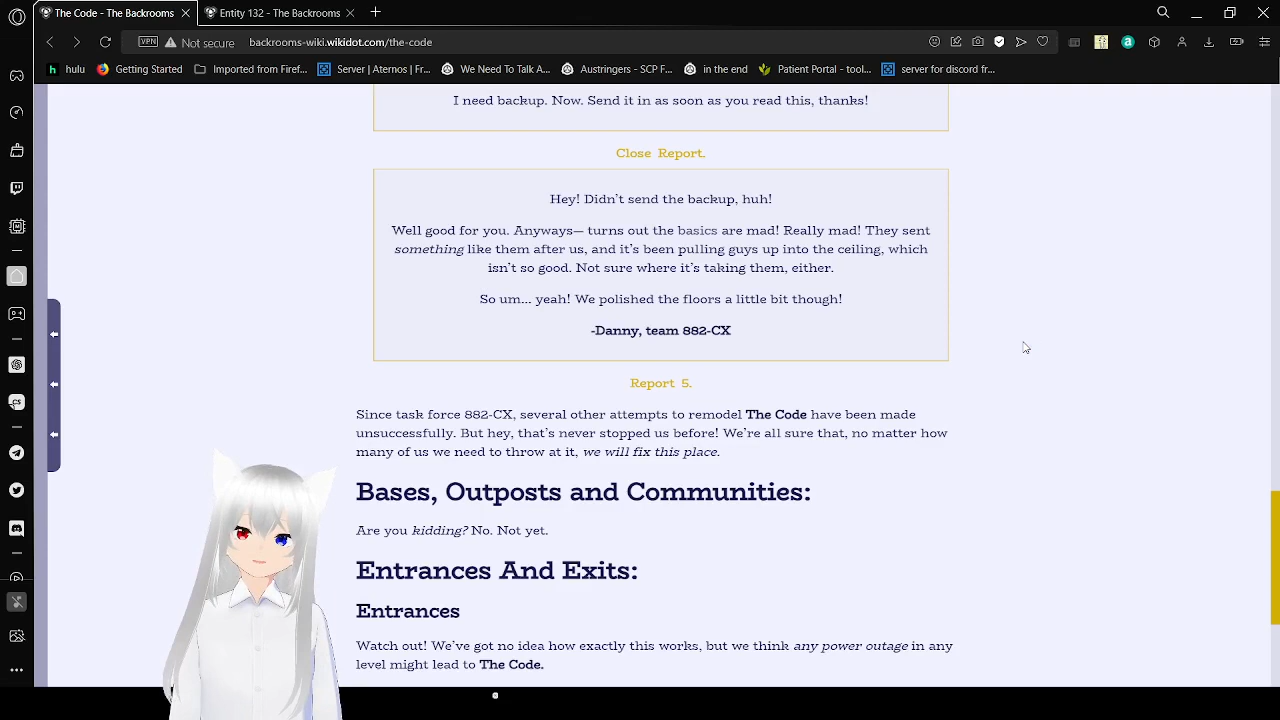 The Code - The Backrooms
Entity 132 - The Backrooms
VPN
Not secure
backrooms-wiki.wikidot.com/the-code
hulu
Getting Started
Imported from Firef...
Server | Aternos | Fr...
We Need To Talk A...
Austringers - SCP F...
in the end
Patient Portal - tool...
server for discord fr...
I need backup. Now. Send it in as soon as you read this, thanks!
Close Report.
Hey! Didn't send the backup, huh!
Well good for you. Anyways— turns out the basics are mad! Really mad! They sent
something like them after us, and it's been pulling guys up into the ceiling, which
isn't so good. Not sure where it's taking them, either.
So um... yeah! We polished the floors a little bit though!
-Danny, team 882-CX
Report 5.
Since task force 882-CX, several other attempts to remodel The Code have been made
unsuccessfully. But hey, that's never stopped us before! We're all sure that, no matter how
many of us we need to throw at it, we will fix this place.
Bases, Outposts and Communities:
Are you kidding? No. Not yet.
Entrances And Exits:
Entrances
Watch out! We've got no idea how exactly this works, but we think any power outage in any
level might lead to The Code.